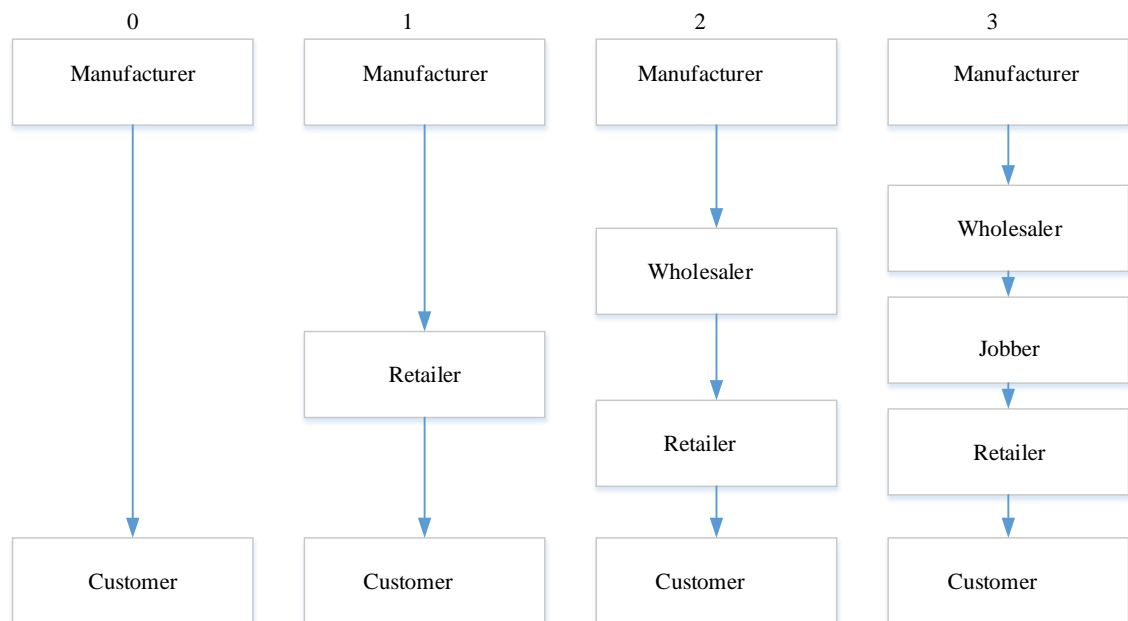 0
1
2
3
Manufacturer
Manufacturer
Manufacturer
Manufacturer
Wholesaler
Wholesaler
Jobber
Retailer
Retailer
Retailer
Customer
Customer
Customer
Customer